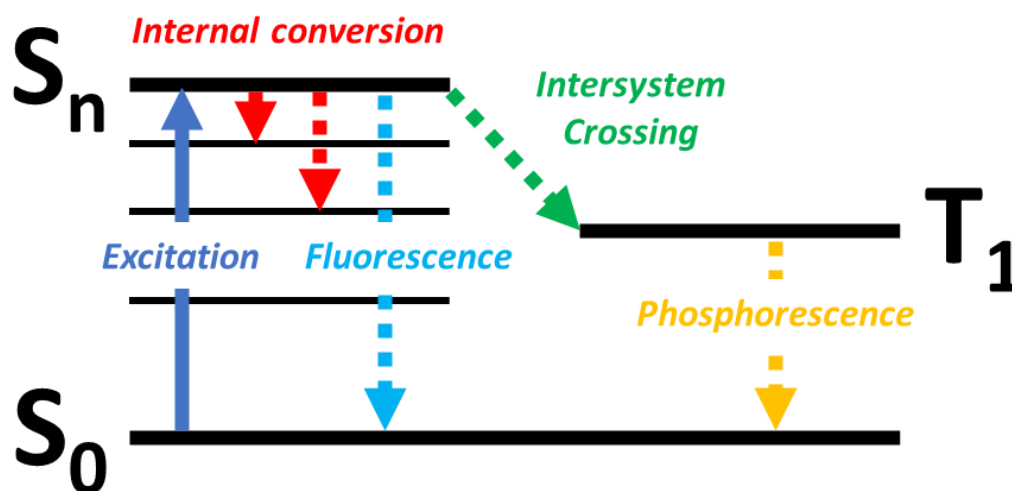 Internal conversion
Sn
Intersystem
Crossing
T1
Excitation
Fluorescence
Phosphorescence
S0